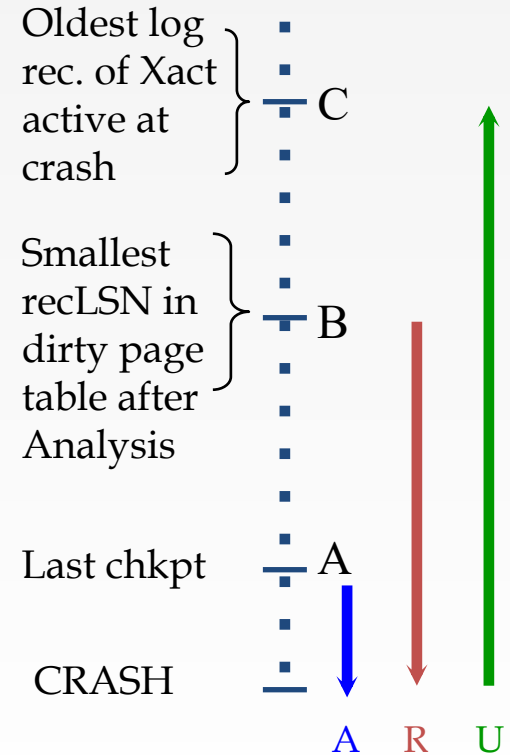 Oldest log
rec. of Xact
active at
crash
C
Smallest
recLSN in
dirty page
table after
Analysis
B
Last chkpt
A
CRASH
A R U